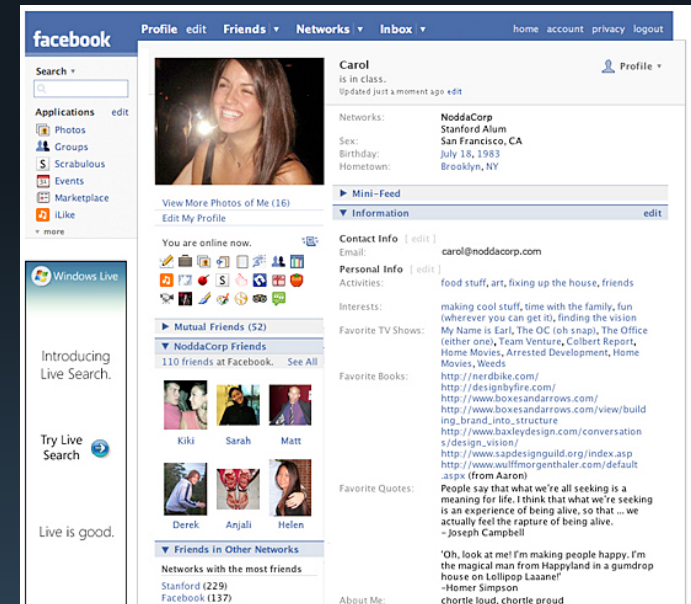 facebook
Profile edit Friends Networks Inbox home account privacy logout
Search
Applications edit
Photos
Groups
Scrabulous
Events
Marketplace
iLike
more
Windows Live
Introducing
Live Search.
Try Live
Search
Live is good.
View More Photos of Me (16)
Edit My Profile
You are online now.
Mutual Friends (52)
NoddaCorp Friends
110 friends at Facebook. See All
Kiki Sarah Matt
Derek Anjali Helen
Friends in Other Networks
Networks with the most friends
Stanford (229)
Facebook (137)
Carol
is in class.
Updated just a moment ago edit
Profile
Networks: NoddaCorp
Stanford Alum
Sex: San Francisco, CA
Birthday: July 18, 1983
Hometown: Brooklyn, NY
Mini-Feed
Information edit
Contact Info [ edit ]
Email: carol@noddacorp.com
Personal Info [ edit ]
Activities: food stuff, art, fixing up the house, friends
Interests: making cool stuff, time with the family, fun
(wherever you can get it), finding the vision
Favorite TV Shows: My Name is Earl, The OC (oh snap), The Office
(either one), Team Venture, Colbert Report,
Home Movies, Arrested Development, Home
Movies, Weeds
Favorite Books: http://nerdbike.com/
http://designbyfire.com/
http://www.boxesandarrows.com/
http://www.boxesandarrows.com/view/build
ing_brand_into_structure
http://www.baxleydesign.com/conversation
s/design_vision/
http://www.sapdesignguild.org/index.asp
http://www.wulffmorgenthaler.com/default
.aspx (from Aaron)
Favorite Quotes: People say that what we're all seeking is a
meaning for life. I think that what we're seeking
is an experience of being alive, so that ... we
actually feel the rapture of being alive.
- Joseph Campbell
'Oh, look at me! I'm making people happy. I'm
the magical man from Happyland in a gumdrop
house on Lollipop Laaane!'
-Homer Simpson
About Me: chortle loud, chortle proud